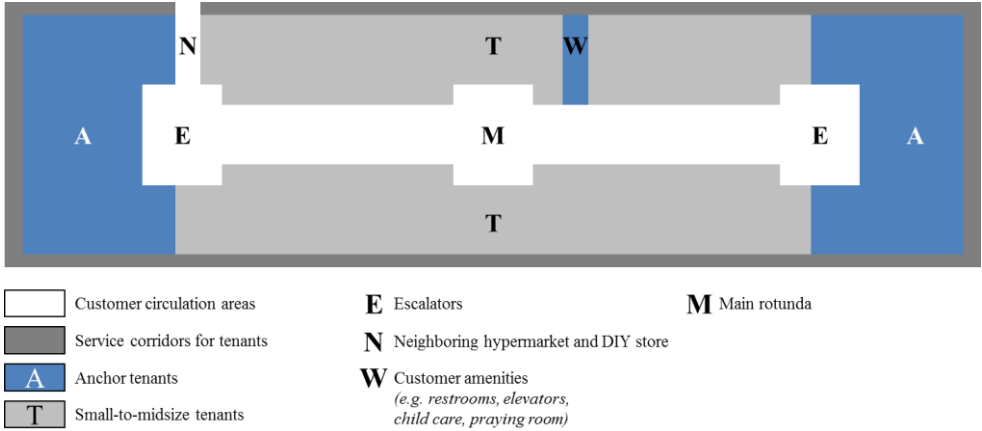 N T W
A E M E A
T
Customer circulation areas
Service corridors for tenants
A Anchor tenants
T Small-to-midsize tenants
E Escalators
N Neighboring hypermarket and DIY store
W Customer amenities
(e.g. restrooms, elevators,
child care, praying room)
M Main rotunda